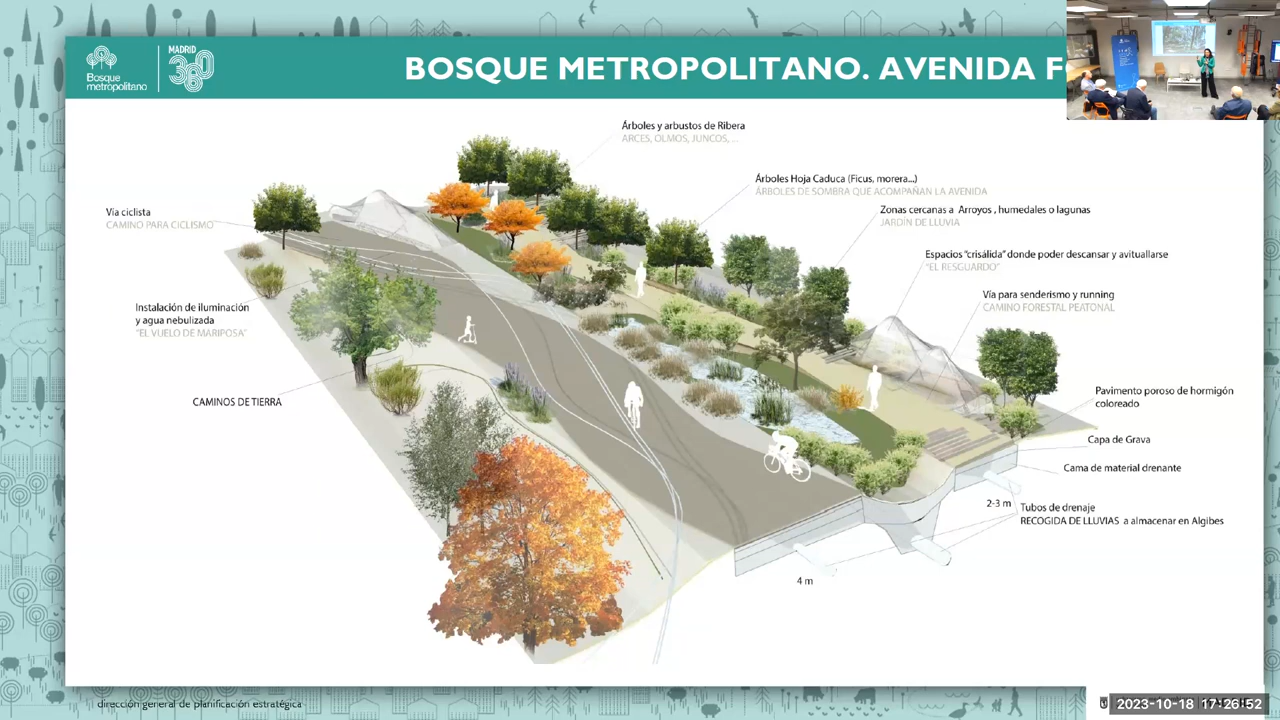 Bosque
metropolitano
MADRID
360
BOSQUE METROPOLITANO. AVENIDA F
Árboles y arbustos de Ribera
ARCES, OLMOS, JUNCOS, ...
Árboles Hoja Caduca (Ficus, morera...)
ÁRBOLES DE SOMBRA QUE ACOMPAÑAN LA AVENIDA
Vía ciclista
CAMINO PARA CICLISMO
Zonas cercanas a Arroyos , humedales o lagunas
JARDÍN DE LLUVIA
Espacios "crisálida" donde poder descansar y avituallarse
"EL RESGUARDO"
Vía para senderismo y running
CAMINO FORESTAL PEATONAL
Instalación de iluminación
y agua nebulizada
"EL VUELO DE MARIPOSA"
CAMINOS DE TIERRA
Pavimento poroso de hormigón
coloreado
Capa de Grava
Cama de material drenante
2-3 m
Tubos de drenaje
RECOGIDA DE LLUVIAS a almacenar en Algibes
4 m
dirección general de planificación estratégica
2023-10-18 17:26:52